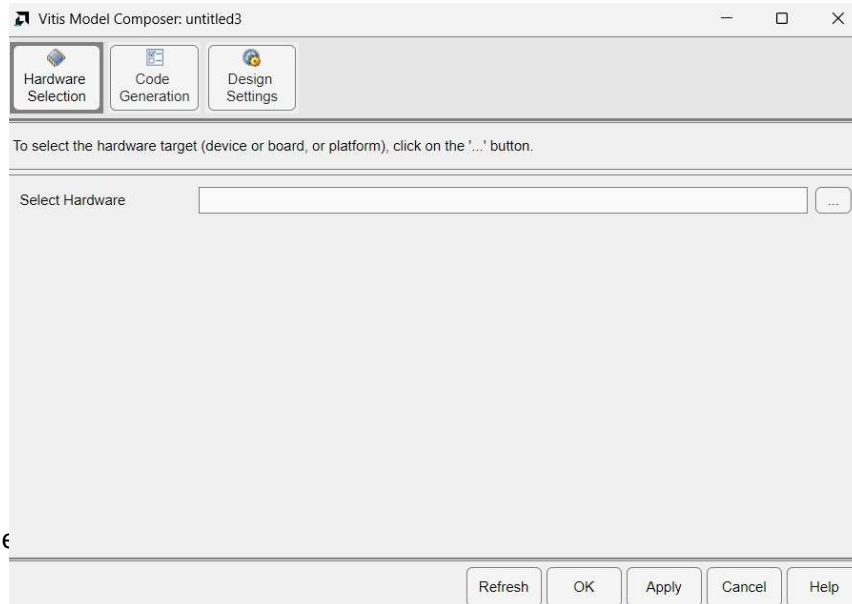 Vitis Model Composer: untitled3
Hardware Selection
Code Generation
Design Settings
To select the hardware target (device or board, or platform), click on the '...' button.
Select Hardware
...
e
Refresh OK Apply Cancel Help